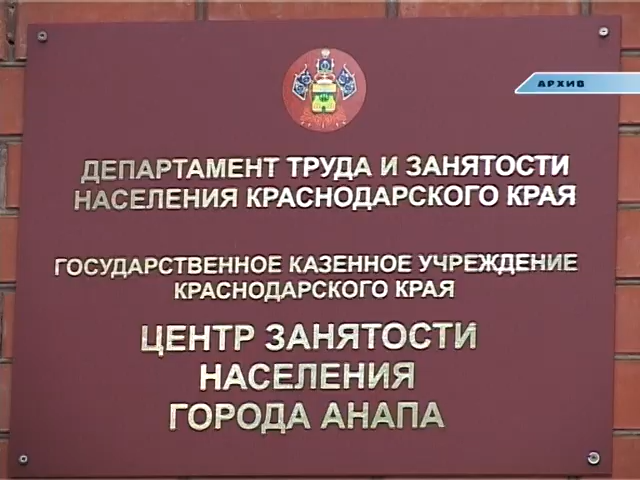 АРХИВ
ДЕПАРТАМЕНТ ТРУДА И ЗАНЯТОСТИ
НАСЕЛЕНИЯ КРАСНОДАРСКОГО КРАЯ
ГОСУДАРСТВЕННОЕ КАЗЕННОЕ УЧРЕЖДЕНИЕ
КРАСНОДАРСКОГО КРАЯ
ЦЕНТР ЗАНЯТОСТИ
НАСЕЛЕНИЯ
ГОРОДА АНАПА